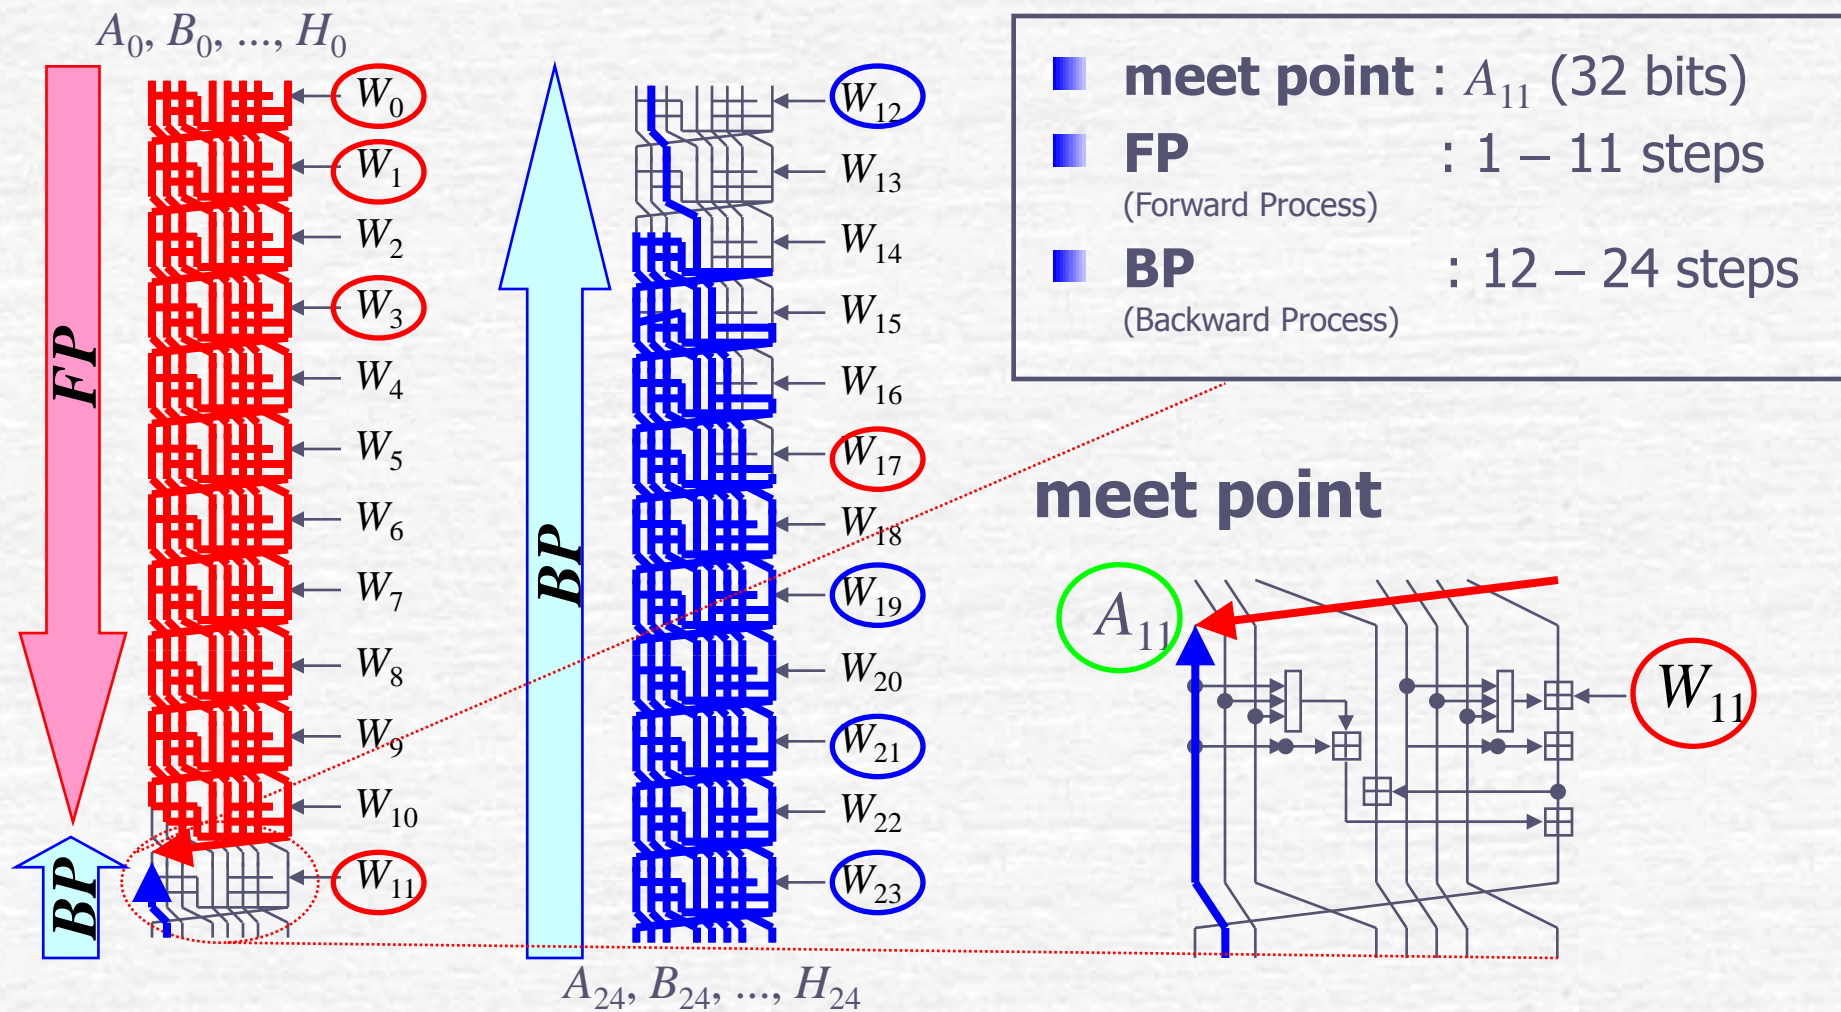 A₀, B₀, ..., H₀
W₀
W₁
W₂
W₃
W₄
W₅
W₆
W₇
W₈
W₉
W₁₀
W₁₁
FP
BP
BP
W₁₂
W₁₃
W₁₄
W₁₅
W₁₆
W₁₇
W₁₈
W₁₉
W₂₀
W₂₁
W₂₂
W₂₃
A₂₄, B₂₄, ..., H₂₄
meet point : A₁₁ (32 bits)
FP : 1 – 11 steps
(Forward Process)
BP : 12 – 24 steps
(Backward Process)
meet point
A₁₁
W₁₁